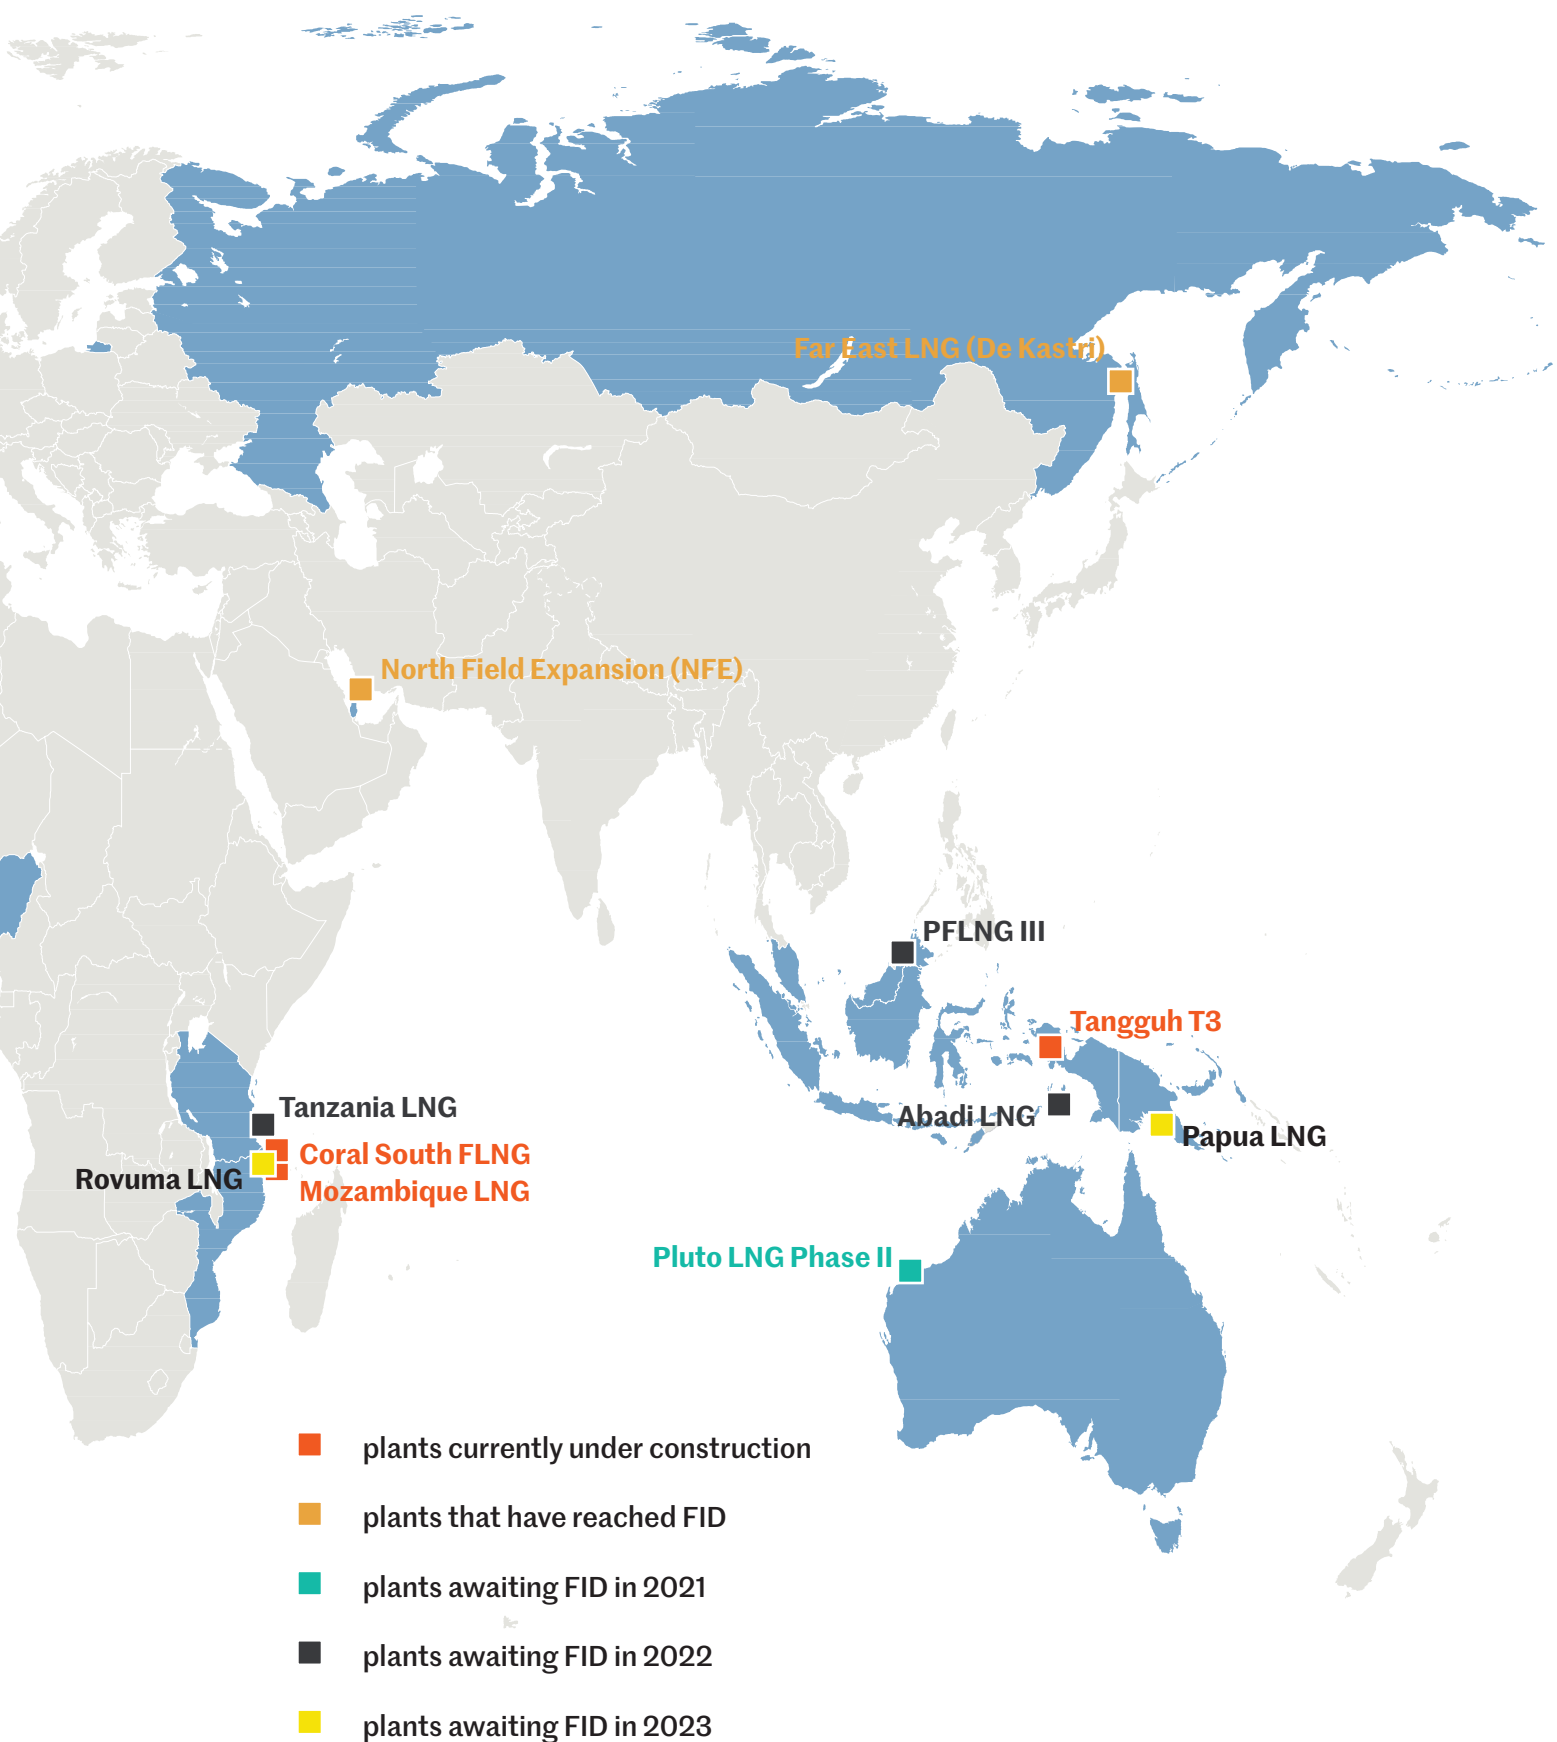 Far East LNG (De Kastri)
North Field Expansion (NFE)
PFLNG III
Tangguh T3
Tanzania LNG
Abadi LNG
Papua LNG
Coral South FLNG
Rovuma LNG
Mozambique LNG
Pluto LNG Phase II
plants currently under construction
plants that have reached FID
plants awaiting FID in 2021
plants awaiting FID in 2022
plants awaiting FID in 2023